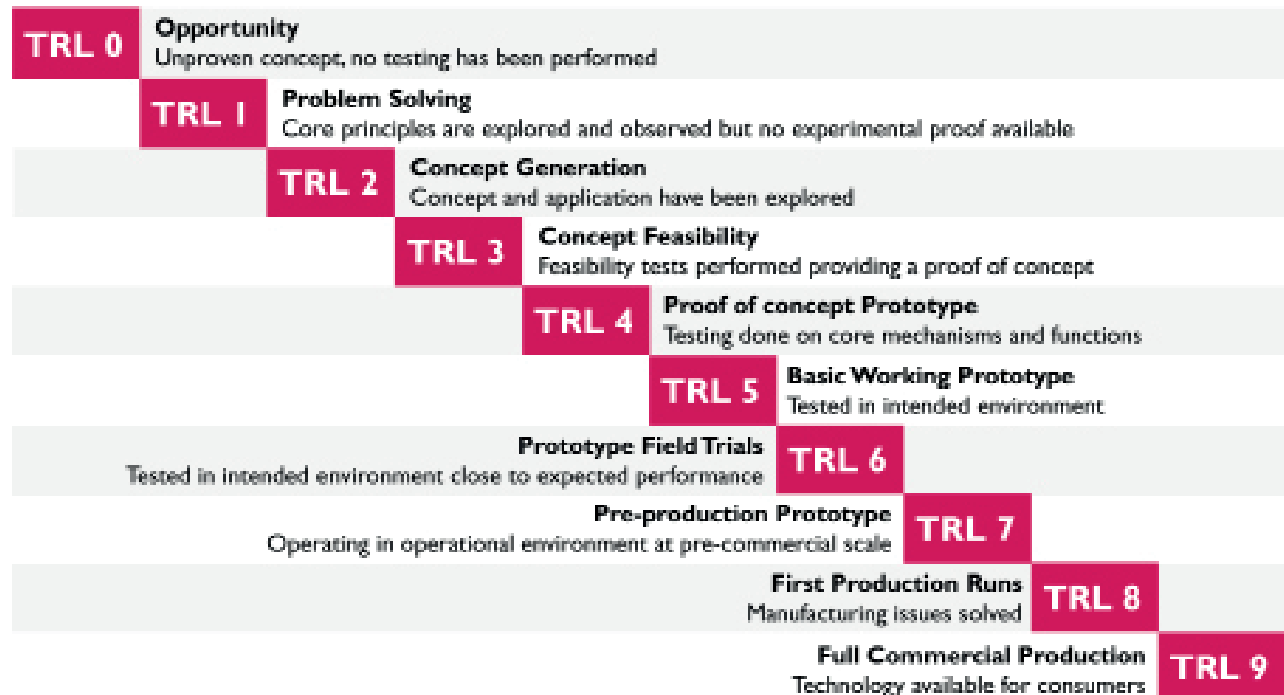 TRL 0
Opportunity
Unproven concept, no testing has been performed
TRL 1
Problem Solving
Core principles are explored and observed but no experimental proof available
TRL 2
Concept Generation
Concept and application have been explored
TRL 3
Concept Feasibility
Feasibility tests performed providing a proof of concept
TRL 4
Proof of concept Prototype
Testing done on core mechanisms and functions
TRL 5
Basic Working Prototype
Tested in intended environment
Prototype Field Trials
Tested in intended environment close to expected performance
TRL 6
Pre-production Prototype
Operating in operational environment at pre-commercial scale
TRL 7
First Production Runs
Manufacturing issues solved
TRL 8
Full Commercial Production
Technology available for consumers
TRL 9